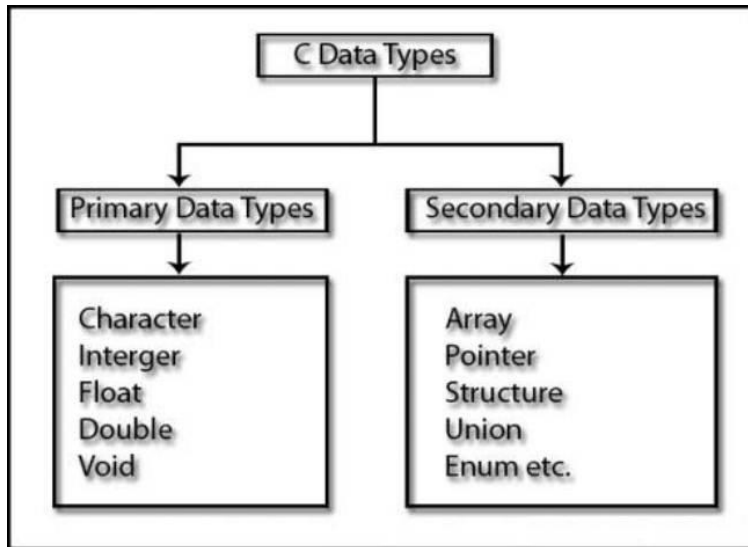 C Data Types
Primary Data Types
Secondary Data Types
Character
Interger
Float
Double
Void
Array
Pointer
Structure
Union
Enum etc.